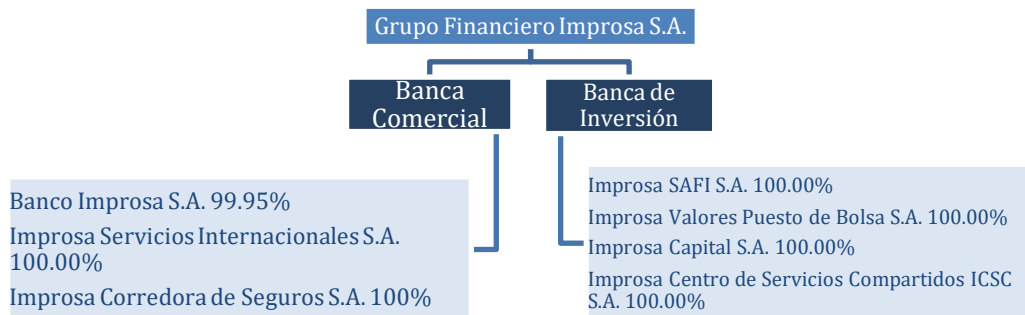 Grupo Financiero Improsa S.A.
Banca
Comercial
Banca de
Inversión
Banco Improsa S.A. 99.95%
Improsa Servicios Internacionales S.A.
100.00%
Improsa Corredora de Seguros S.A. 100%
Improsa SAFI S.A. 100.00%
Improsa Valores Puesto de Bolsa S.A. 100.00%
Improsa Capital S.A. 100.00%
Improsa Centro de Servicios Compartidos ICSC
S.A. 100.00%